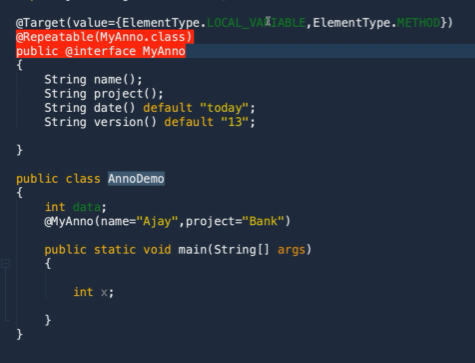 @Target(value={ElementType.LOCAL_VARIABLE,ElementType.METHOD})
@Repeatable(MyAnno.class)
public @interface MyAnno
{
    String name();
    String project();
    String date() default "today";
    String version() default "13";
}
public class AnnoDemo
{
    int data;
    @MyAnno(name="Ajay",project="Bank")
    public static void main(String[] args)
    {
        int x;
    }
}